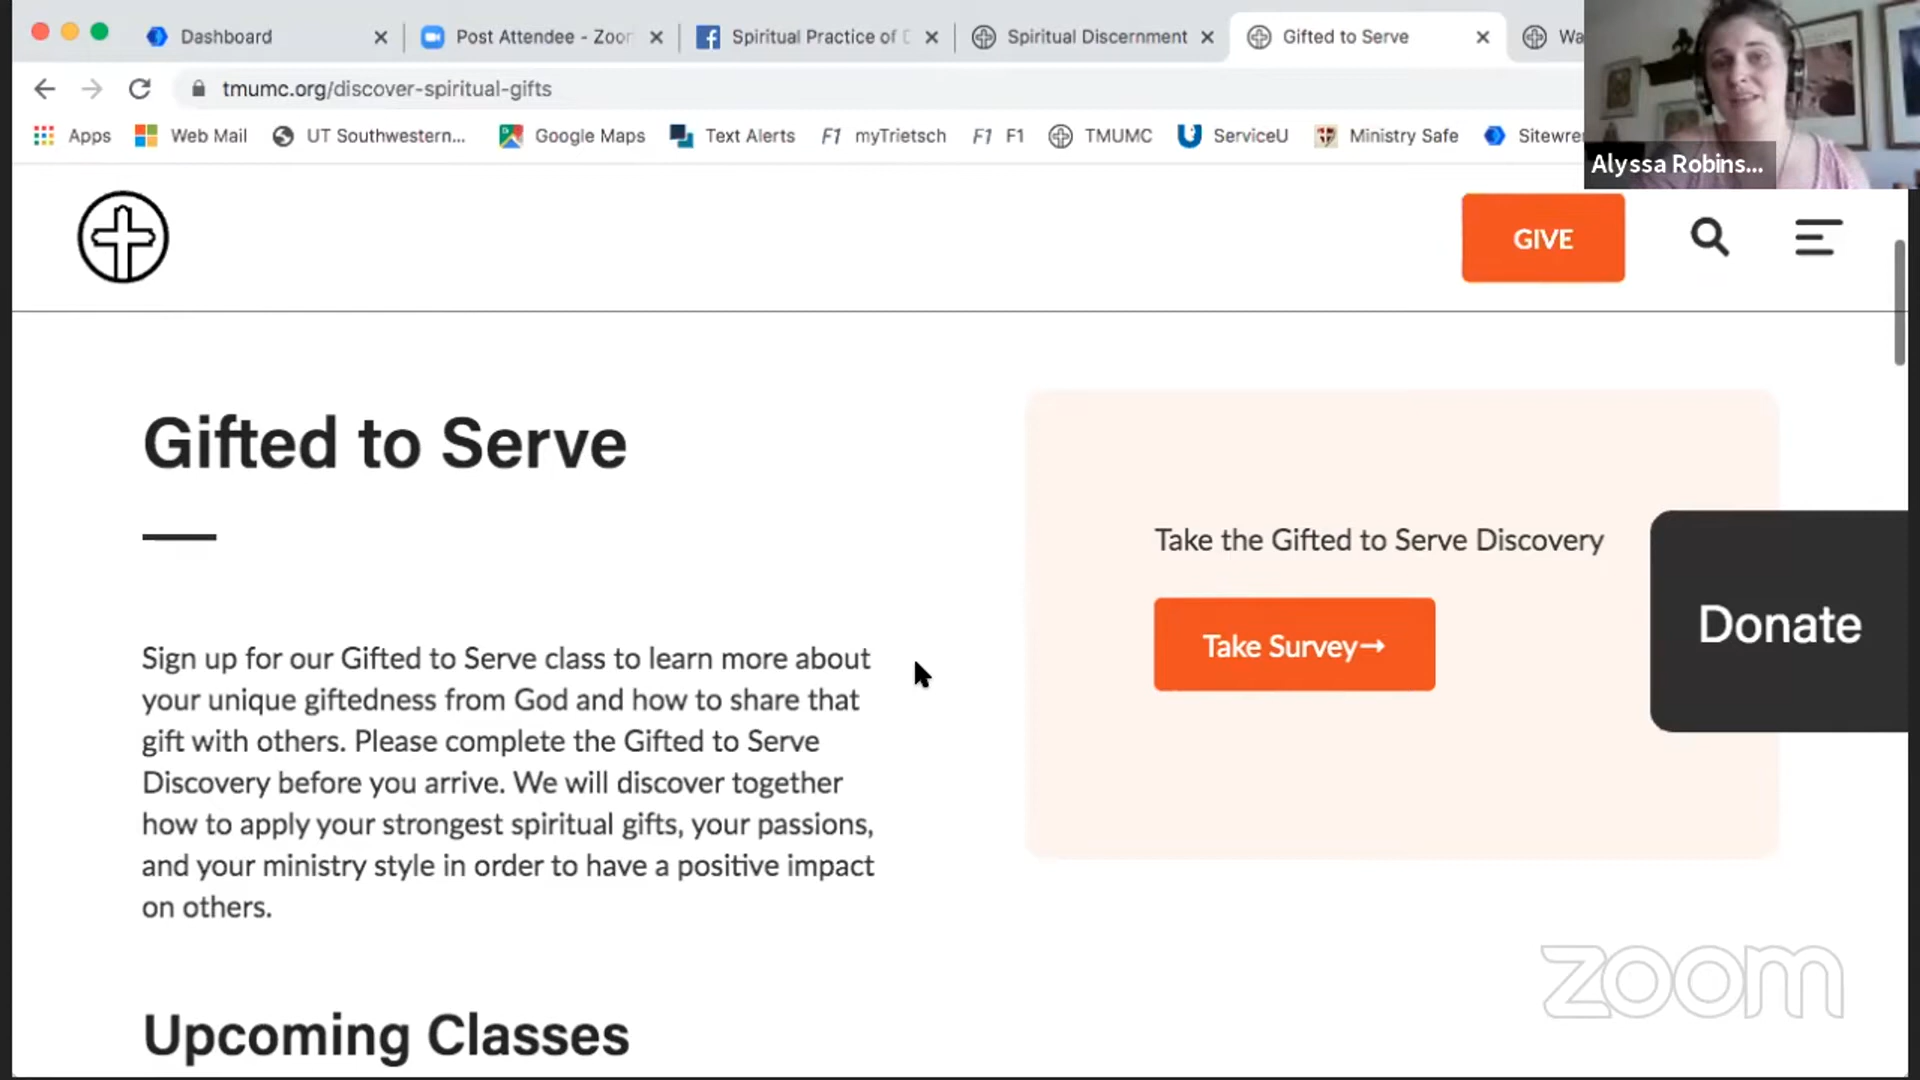 Dashboard
Post Attendee - Zoor
Spiritual Practice of
Spiritual Discernment
Gifted to Serve
Wa
tmumc.org/discover-spiritual-gifts
Apps
Web Mail
UT Southwestern...
Google Maps
Text Alerts
F1 myTrietsch
F1 F1
TMUMC
ServiceU
Ministry Safe
Sitewre
Alyssa Robins...
GIVE
Gifted to Serve
Sign up for our Gifted to Serve class to learn more about
your unique giftedness from God and how to share that
gift with others. Please complete the Gifted to Serve
Discovery before you arrive. We will discover together
how to apply your strongest spiritual gifts, your passions,
and your ministry style in order to have a positive impact
on others.
Upcoming Classes
Take the Gifted to Serve Discovery
Take Survey→
Donate
zoom